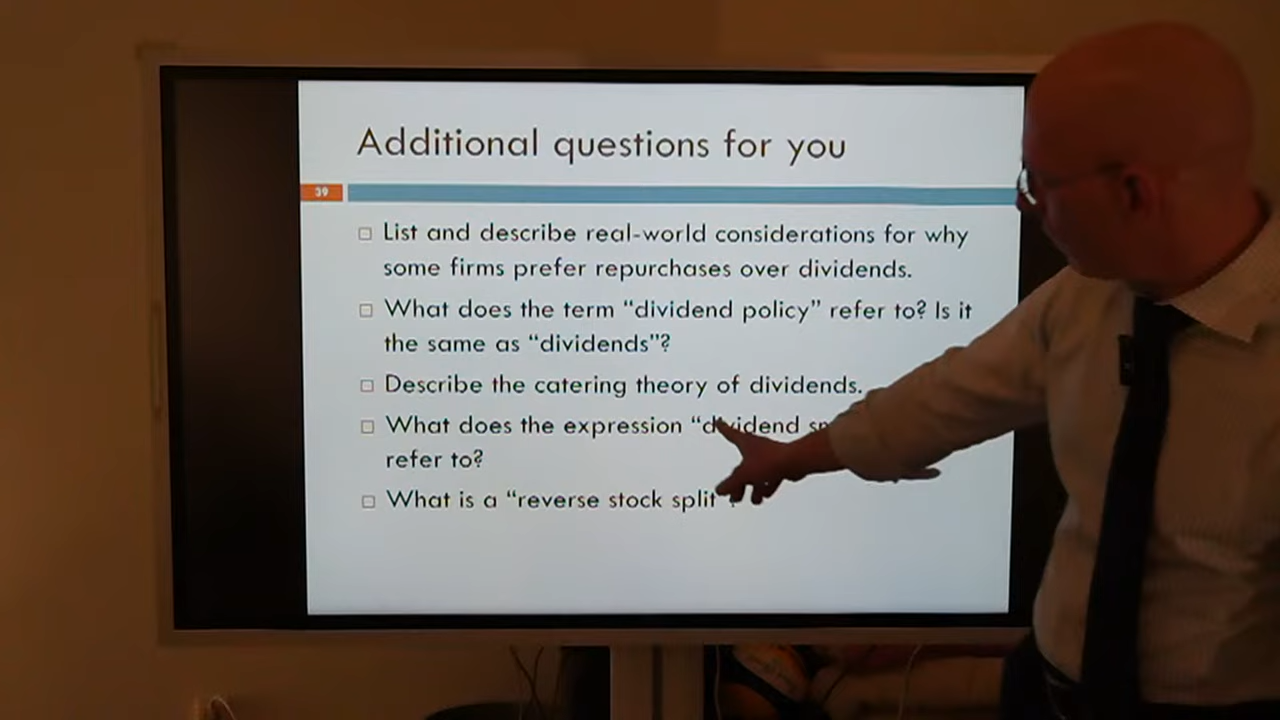 Additional questions for you
39
□ List and describe real-world considerations for why
some firms prefer repurchases over dividends.
□ What does the term “dividend policy” refer to? Is it
the same as “dividends”?
□ Describe the catering theory of dividends.
□ What does the expression “dividend
refer to?
□ What is a “reverse stock split”?